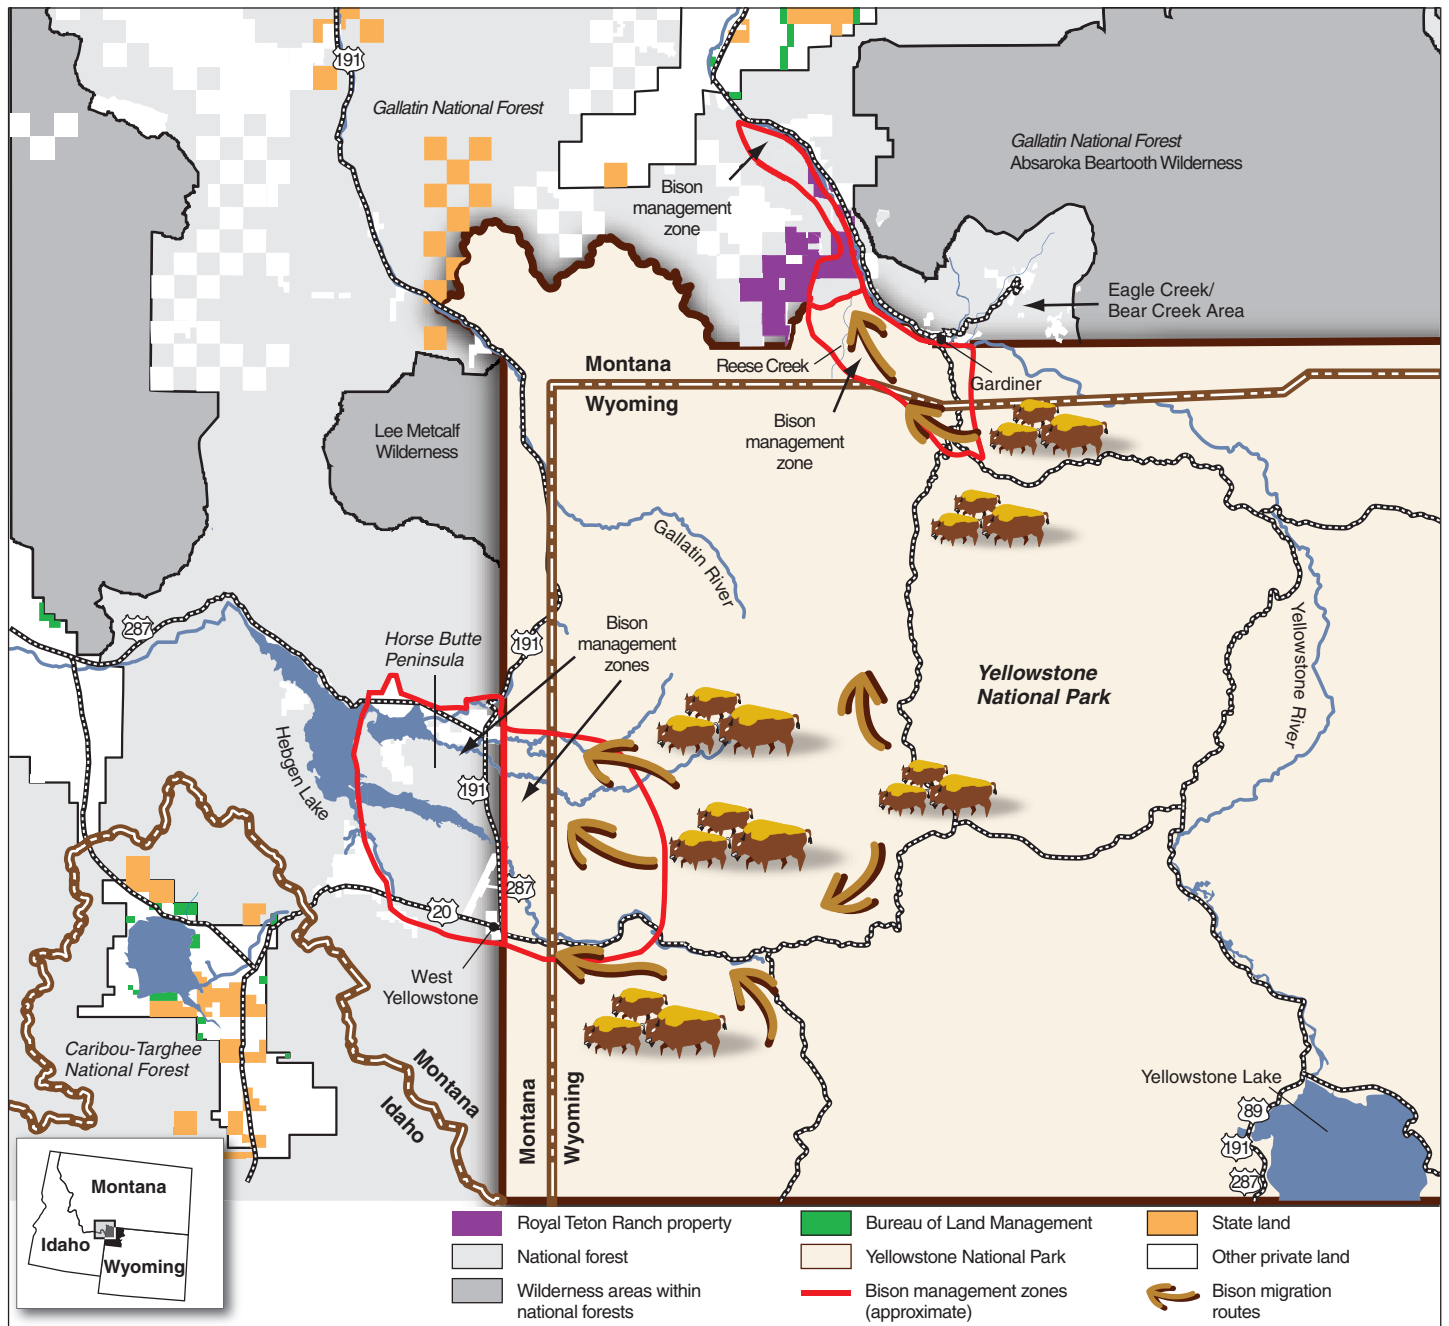 191
Gallatin National Forest
Gallatin National Forest
Absaroka Beartooth Wilderness
Bison
management
zone
Eagle Creek/
Bear Creek Area
Montana
Wyoming
Reese Creek
Gardiner
Bison
management
zone
Lee Metcalf
Wilderness
Gallatin River
287
Horse Butte
Peninsula
191
Bison
management
zones
Yellowstone
National Park
Yellowstone River
Hebgen Lake
191
287
20
West
Yellowstone
Caribou-Targhee
National Forest
Montana
Idaho
Montana
Wyoming
Yellowstone Lake
89
191
287
Montana
Idaho
Wyoming
Royal Teton Ranch property
National forest
Wilderness areas within
national forests
Bureau of Land Management
Yellowstone National Park
Bison management zones
(approximate)
State land
Other private land
Bison migration
routes